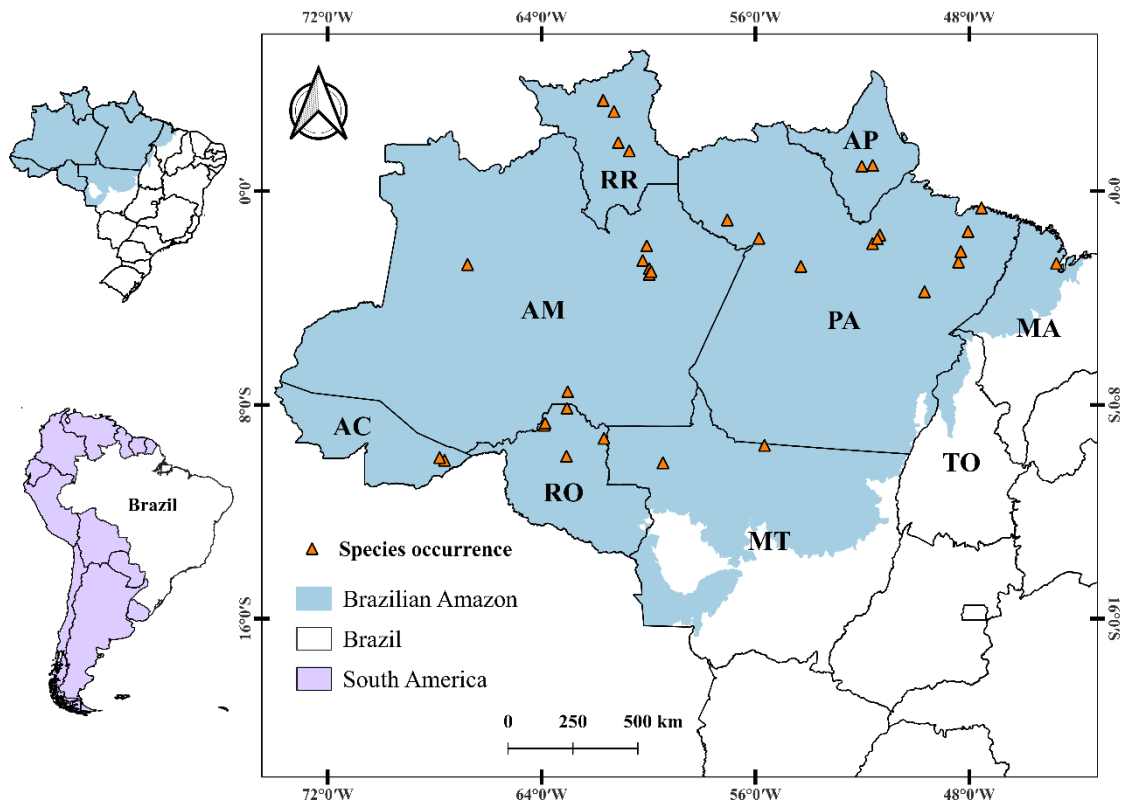 72°0'W 64°0'W 56°0'W 48°0'W
0°0' 0°0'
8°0'S 8°0'S
16°0'S 16°0'S
RR
AP
AM
PA
MA
AC
RO
TO
MT
Brazil
Species occurrence
Brazilian Amazon
Brazil
South America
0 250 500 km
72°0'W 64°0'W 56°0'W 48°0'W